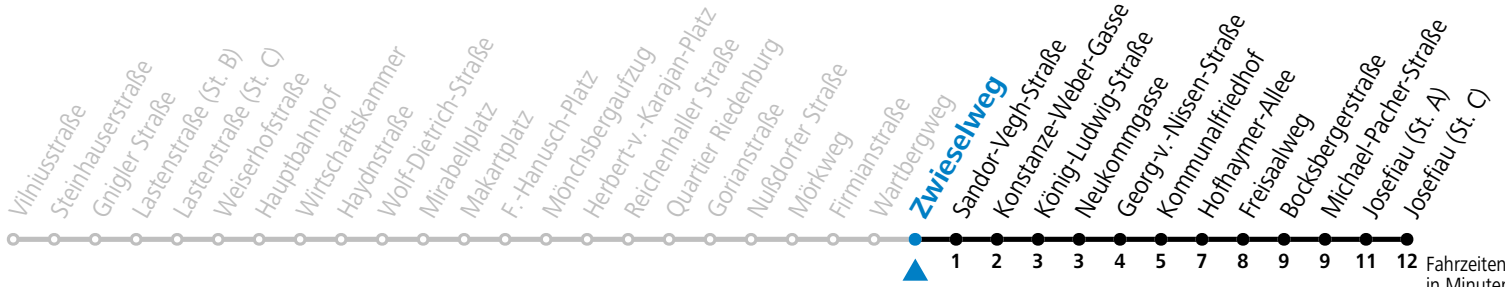 Vilniusstraße
Steinhauserstraße
Gnigler Straße
Lastenstraße (St. B)
Lastenstraße (St. C)
Weiserhofstraße
Hauptbahnhof
Wirtschaftskammer
Haydnstraße
Wolf-Dietrich-Straße
Mirabellplatz
Makartplatz
F.-Hanusch-Platz
Mönchsbergaufzug
Herbert-v. Karajan-Platz
Reichenhaller Straße
Quartier Riedenburg
Gorianstraße
Nußdorfer Straße
Mörkweg
Firmianstraße
Wartbergweg
Zwieselweg
Sandor-Vegh-Straße
Konstanze-Weber-Gasse
König-Ludwig-Straße
Neukommgasse
Georg-v.-Nissen-Straße
Kommunalfriedhof
Hofhaymer-Allee
Freisaalweg
Bocksbergerstraße
Michael-Pacher-Straße
Josefiau (St. A)
Josefiau (St. C)
1 2 3 3 4 5 7 8 9 9 11 12
Fahrzeiten
in Minuten